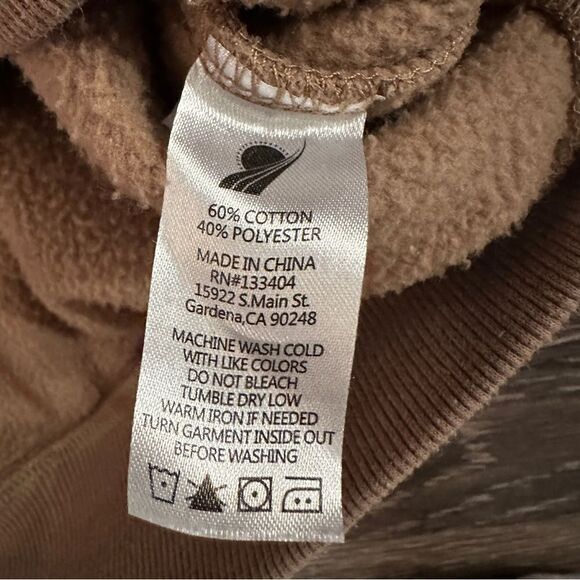 60% COTTON
40% POLYESTER
MADE IN CHINA
RN#133404
15922 S.Main St.
Gardena,CA 90248
MACHINE WASH COLD
WITH LIKE COLORS
DO NOT BLEACH
TUMBLE DRY LOW
WARM IRON IF NEEDED
TURN GARMENT INSIDE OUT
BEFORE WASHING